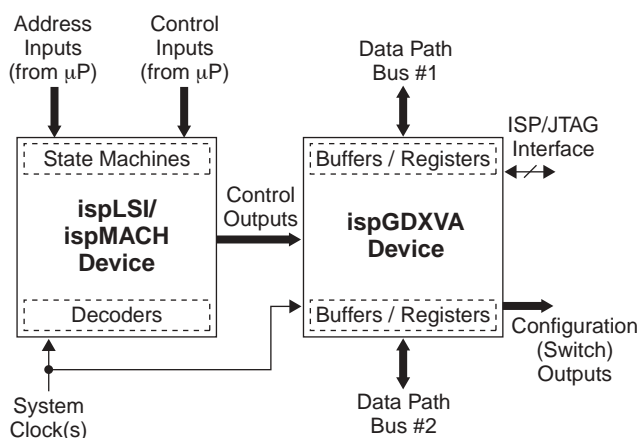 Address
Inputs
(from μP)
Control
Inputs
(from μP)
Data Path
Bus #1
ISP/JTAG
Interface
State Machines
ispLSI/
ispMACH
Device
Decoders
Control
Outputs
Buffers / Registers
ispGDXVA
Device
Buffers / Registers
Configuration
(Switch)
Outputs
System
Clock(s)
Data Path
Bus #2